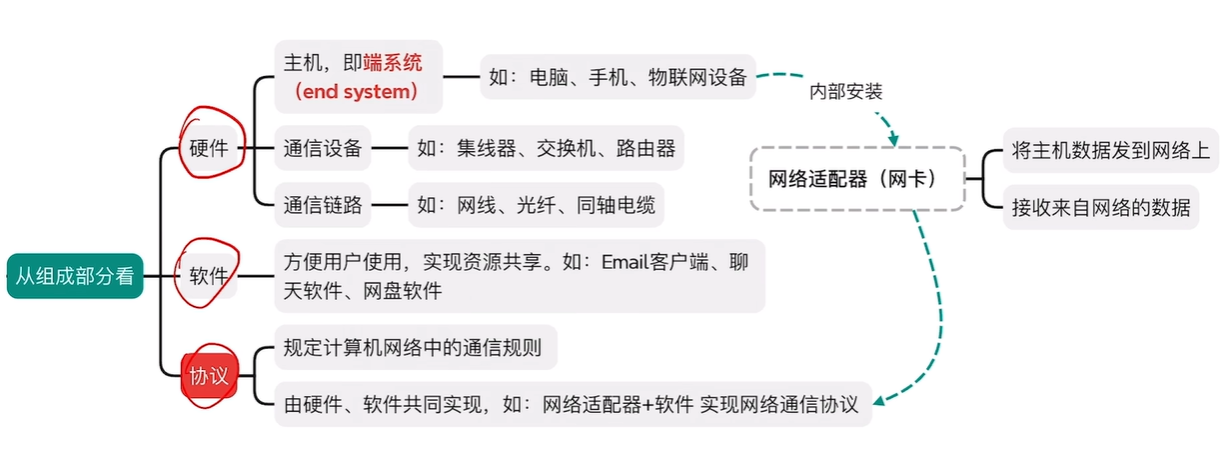 从组成部分看
硬件
主机，即端系统
（end system）
如：电脑、手机、物联网设备
内部安装
网络适配器（网卡）
将主机数据发到网络上
接收来自网络的数据
通信设备
如：集线器、交换机、路由器
通信链路
如：网线、光纤、同轴电缆
软件
方便用户使用，实现资源共享。如：Email客户端、聊
天软件、网盘软件
协议
规定计算机网络中的通信规则
由硬件、软件共同实现，如：网络适配器+软件 实现网络通信协议